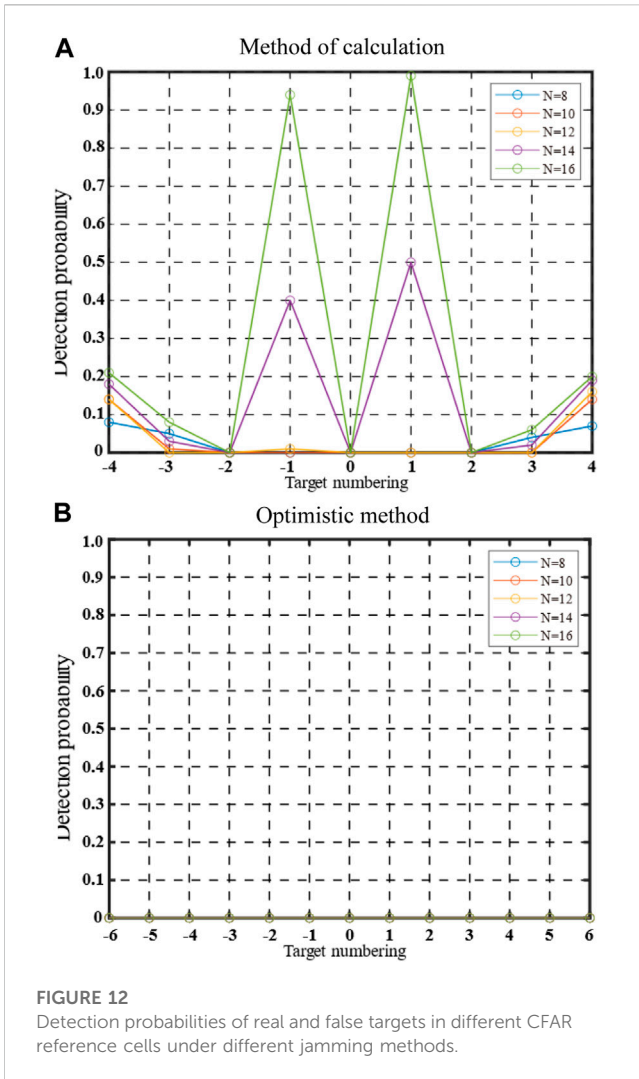 A
Method of calculation
1.0
0.9
0.8
0.7
0.6
0.5
0.4
0.3
0.2
0.1
0
Detection probability
N=8
N=10
N=12
N=14
N=16
-4 -3 -2 -1 0 1 2 3 4
Target numbering
B
Optimistic method
1.0
0.9
0.8
0.7
0.6
0.5
0.4
0.3
0.2
0.1
0
Detection probability
N=8
N=10
N=12
N=14
N=16
-6 -5 -4 -3 -2 -1 0 1 2 3 4 5 6
Target numbering
FIGURE 12
Detection probabilities of real and false targets in different CFAR
reference cells under different jamming methods.